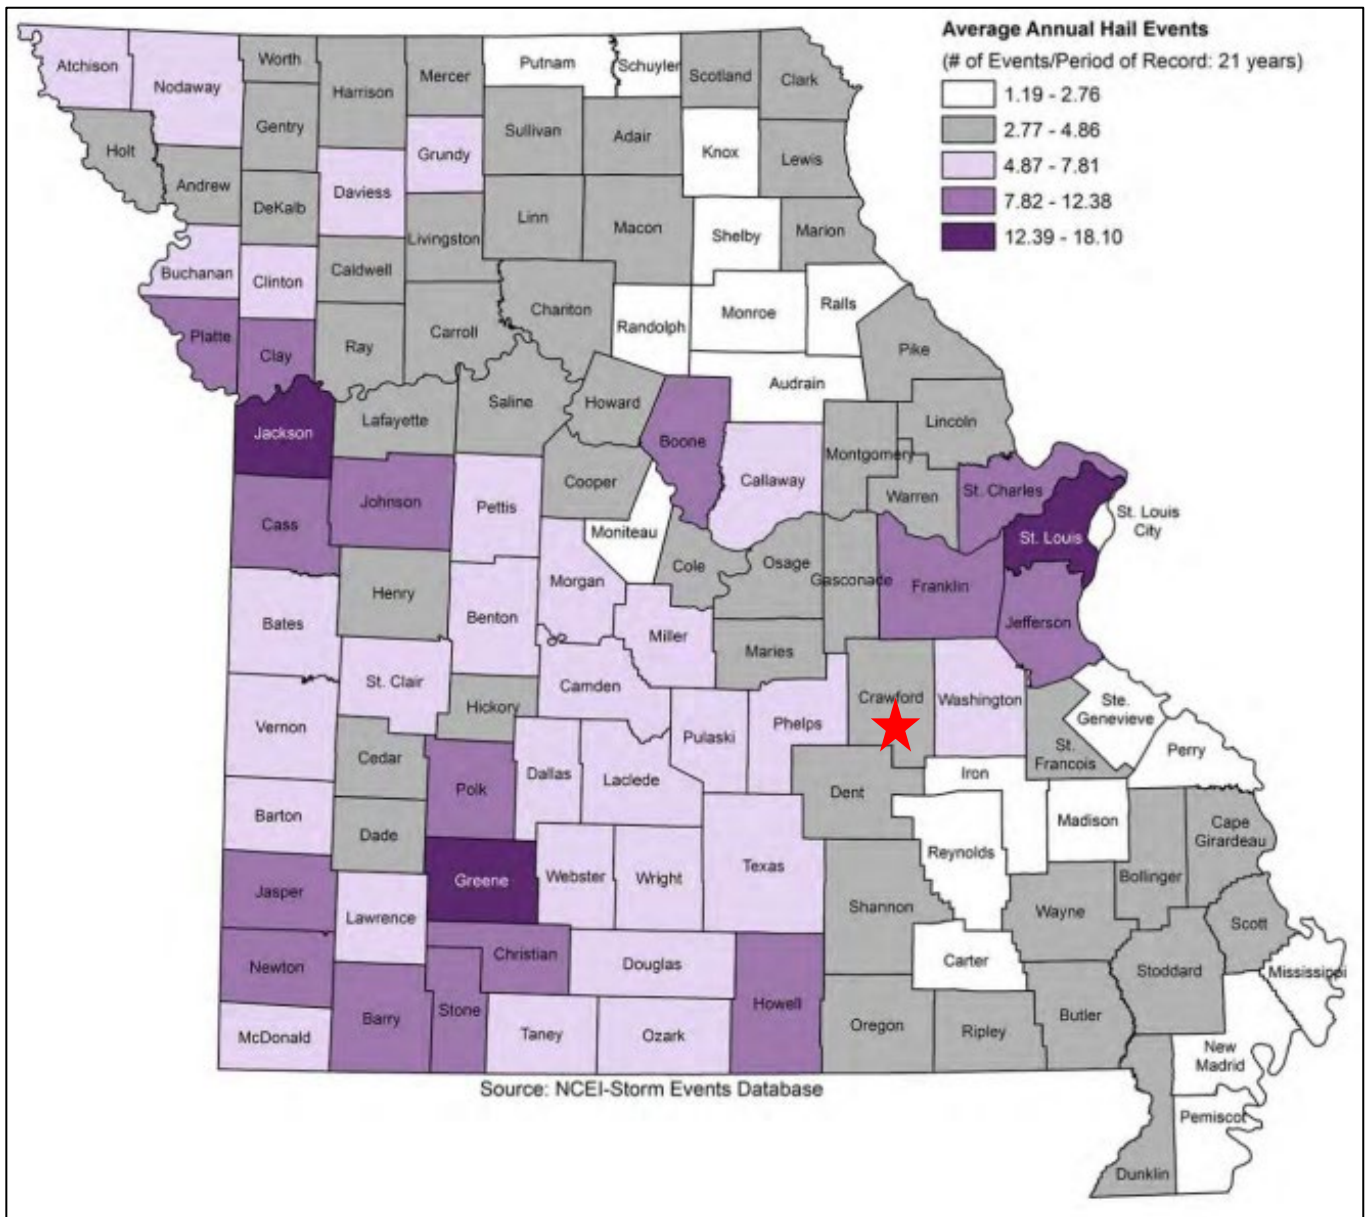 Average Annual Hail Events
(# of Events/Period of Record: 21 years)
1.19 - 2.76
2.77 - 4.86
4.87 - 7.81
7.82 - 12.38
12.39 - 18.10
Atchison
Nodaway
Worth
Harrison
Mercer
Putnam
Schuyler
Scotland
Clark
Holt
Andrew
Gentry
DeKalb
Daviess
Grundy
Sullivan
Adair
Knox
Lewis
Buchanan
Clinton
Caldwell
Livingston
Linn
Macon
Shelby
Marion
Platte
Clay
Ray
Carroll
Chariton
Randolph
Monroe
Ralls
Pike
Audrain
Jackson
Lafayette
Saline
Howard
Boone
Callaway
Montgomery
Lincoln
Warren
St. Charles
St. Louis
St. Louis
City
Cass
Johnson
Pettis
Cooper
Moniteau
Cole
Osage
Gasconade
Franklin
Jefferson
Bates
Henry
Benton
Morgan
Miller
Maries
Vernon
St. Clair
Hickory
Camden
Pulaski
Phelps
Crawford
Washington
St.
Francois
Ste.
Genevieve
Perry
Barton
Cedar
Polk
Dallas
Laclede
Dent
Iron
Madison
Dade
Jasper
Greene
Webster
Wright
Texas
Reynolds
Bollinger
Cape
Girardeau
Lawrence
Shannon
Wayne
Scott
Newton
Christian
Douglas
Carter
Stoddard
Mississippi
McDonald
Barry
Stone
Taney
Ozark
Howell
Oregon
Ripley
Butler
New
Madrid
Pemiscot
Dunklin
Source: NCEI-Storm Events Database